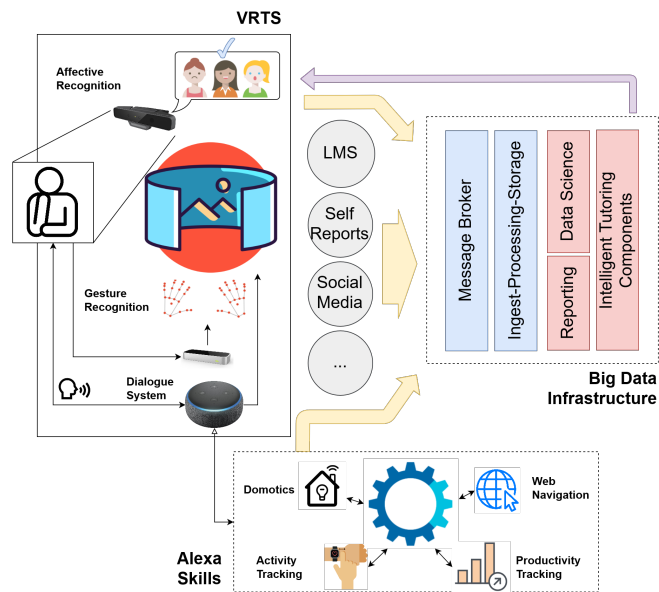 VRTS
Affective
Recognition
LMS
Self
Reports
Social
Media
...
Gesture
Recognition
Dialogue
System
Message Broker
Ingest-Processing-Storage
Data Science
Reporting
Intelligent Tutoring
Components
Big Data
Infrastructure
Domotics
Web
Navigation
Activity
Tracking
Productivity
Tracking
Alexa
Skills